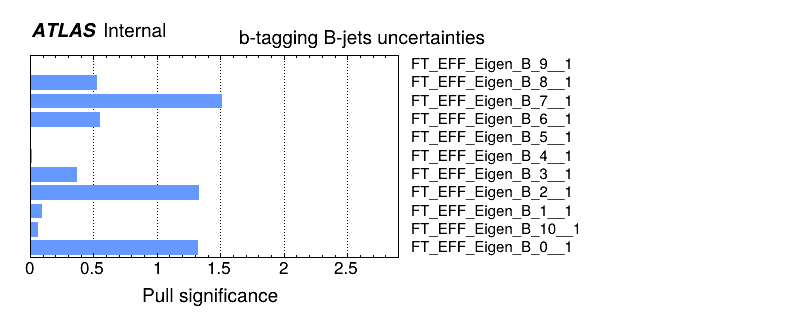 ATLAS Internal
b-tagging B-jets uncertainties
FT_EFF_Eigen_B_9__1
FT_EFF_Eigen_B_8__1
FT_EFF_Eigen_B_7__1
FT_EFF_Eigen_B_6__1
FT_EFF_Eigen_B_5__1
FT_EFF_Eigen_B_4__1
FT_EFF_Eigen_B_3__1
FT_EFF_Eigen_B_2__1
FT_EFF_Eigen_B_1__1
FT_EFF_Eigen_B_10__1
FT_EFF_Eigen_B_0__1
0 0.5 1 1.5 2 2.5
Pull significance